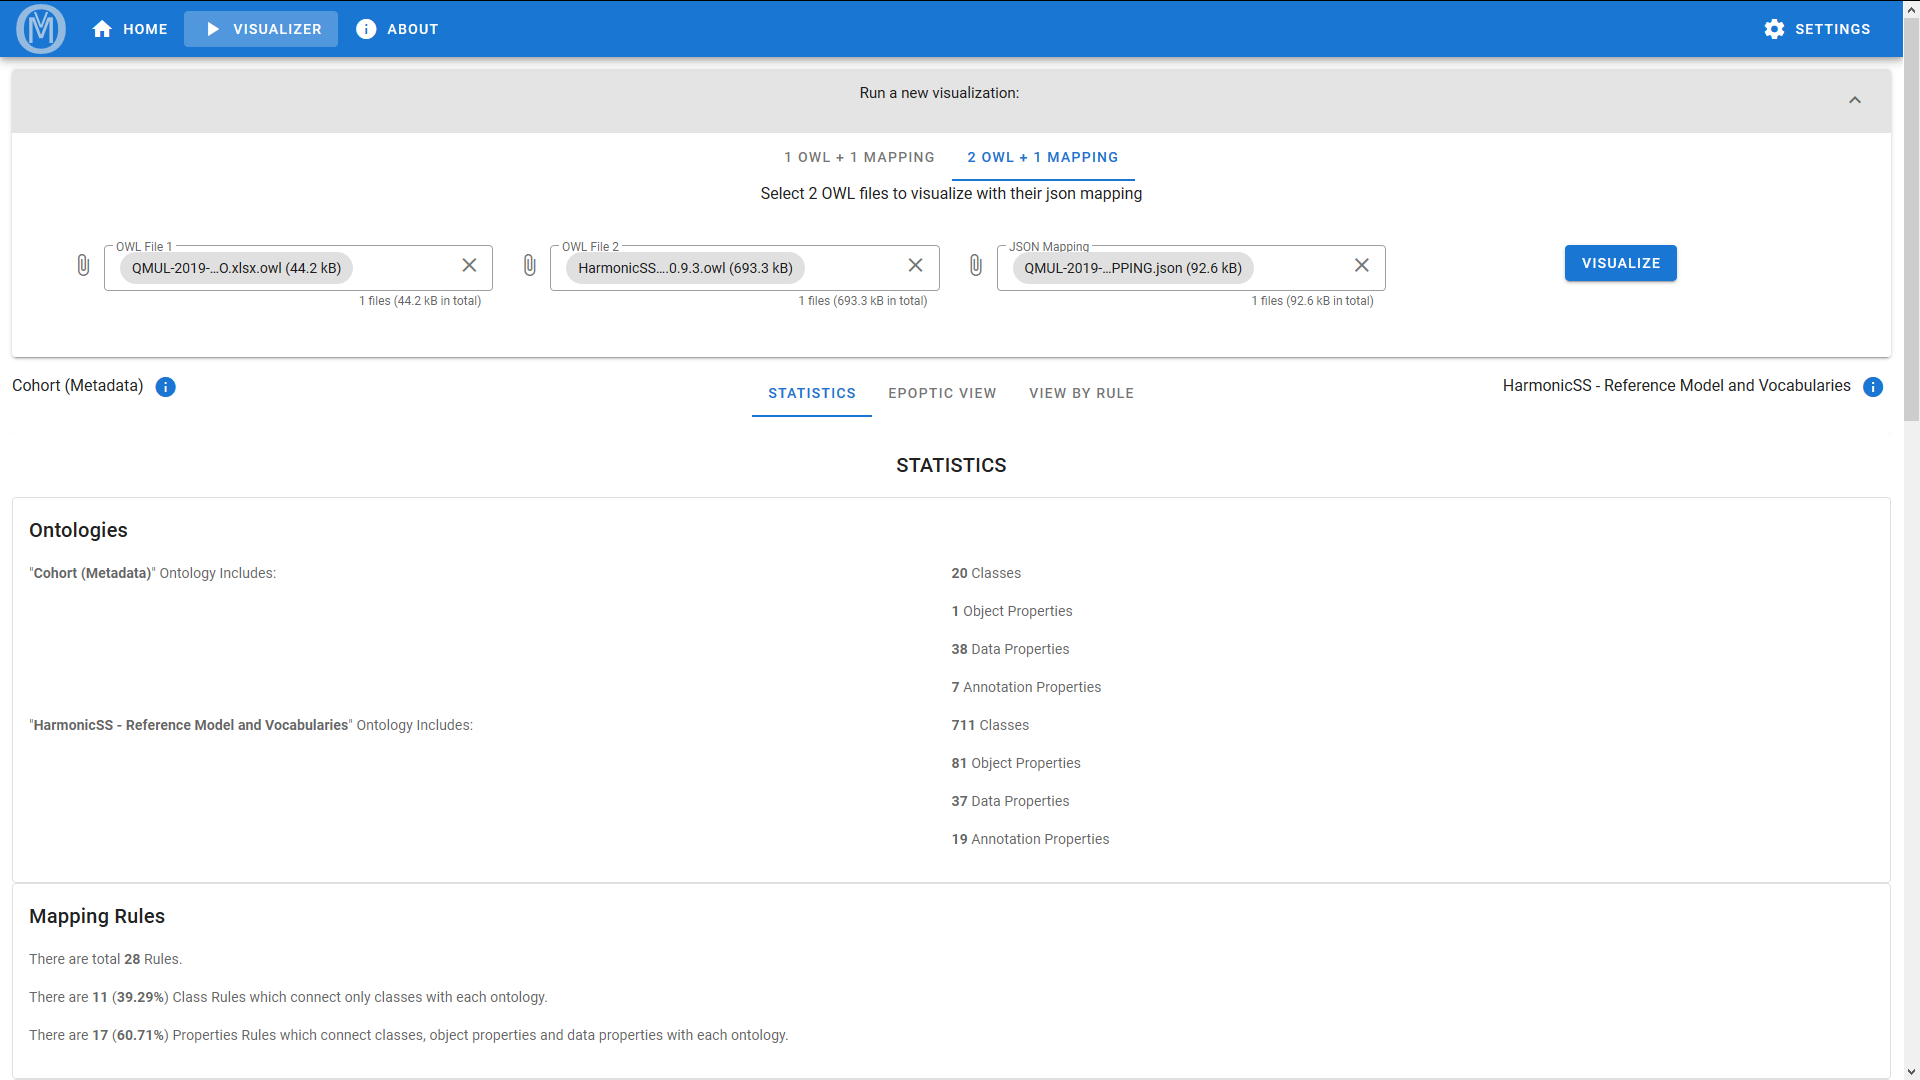 HOME VISUALIZER ABOUT SETTINGS
Run a new visualization:
1 OWL + 1 MAPPING 2 OWL + 1 MAPPING
Select 2 OWL files to visualize with their json mapping
OWL File 1 OWL File 2 JSON Mapping
QMUL-2019-...O.xlsx.owl (44.2 kB) HarmonicSS....0.9.3.owl (693.3 kB) QMUL-2019-...PPING.json (92.6 kB) VISUALIZE
1 files (44.2 kB in total) 1 files (693.3 kB in total) 1 files (92.6 kB in total)
Cohort (Metadata) STATISTICS EPOPTIC VIEW VIEW BY RULE HarmonicSS - Reference Model and Vocabularies
STATISTICS
Ontologies
"Cohort (Metadata)" Ontology Includes: 20 Classes
1 Object Properties
38 Data Properties
7 Annotation Properties
"HarmonicSS - Reference Model and Vocabularies" Ontology Includes: 711 Classes
81 Object Properties
37 Data Properties
19 Annotation Properties
Mapping Rules
There are total 28 Rules.
There are 11 (39.29%) Class Rules which connect only classes with each ontology.
There are 17 (60.71%) Properties Rules which connect classes, object properties and data properties with each ontology.